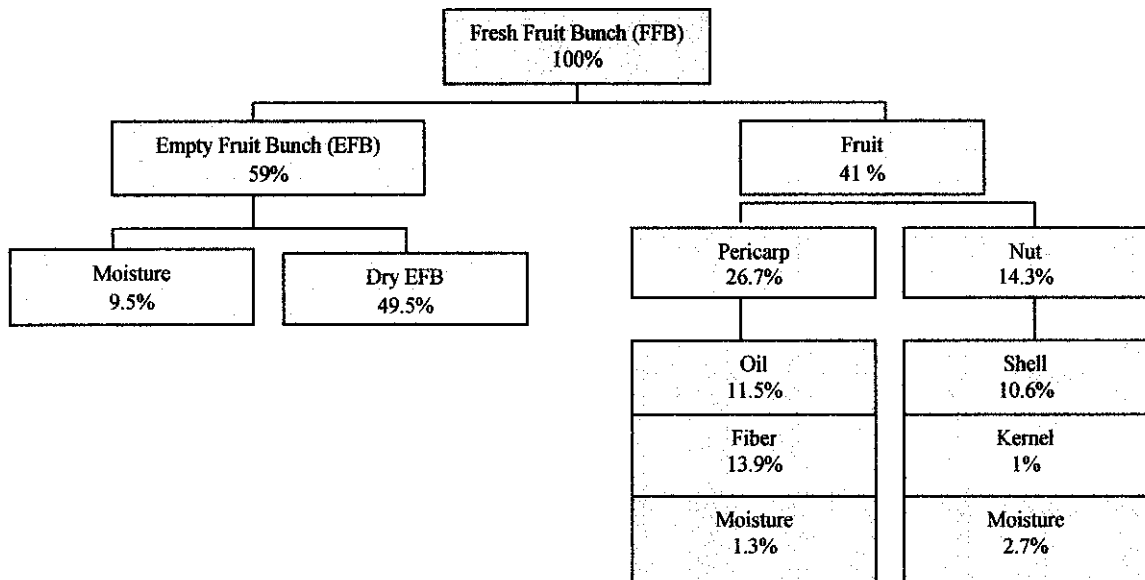 Fresh Fruit Bunch (FFB)
100%
Empty Fruit Bunch (EFB)
59%
Fruit
41 %
Moisture
9.5%
Dry EFB
49.5%
Pericarp
26.7%
Nut
14.3%
Oil
11.5%
Shell
10.6%
Fiber
13.9%
Kernel
1%
Moisture
1.3%
Moisture
2.7%